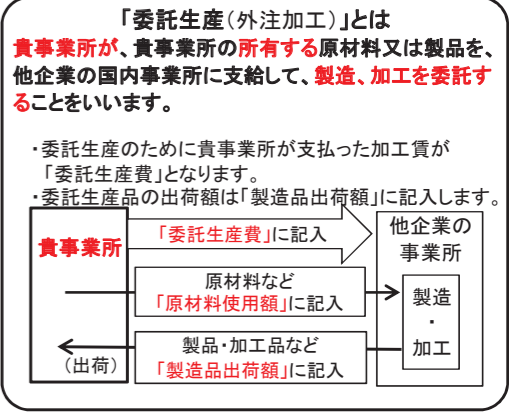 「委託生産(外注加工)」とは
貴事業所が、貴事業所の所有する原材料又は製品を、
他企業の国内事業所に支給して、製造、加工を委託す
ることをいいます。
・委託生産のために貴事業所が支払った加工賃が
「委託生産費」となります。
・委託生産品の出荷額は「製造品出荷額」に記入します。
貴事業所
「委託生産費」に記入
他企業の
事業所
原材料など
「原材料使用額」に記入
製造
・
加工
製品・加工品など
「製造品出荷額」に記入
(出荷)